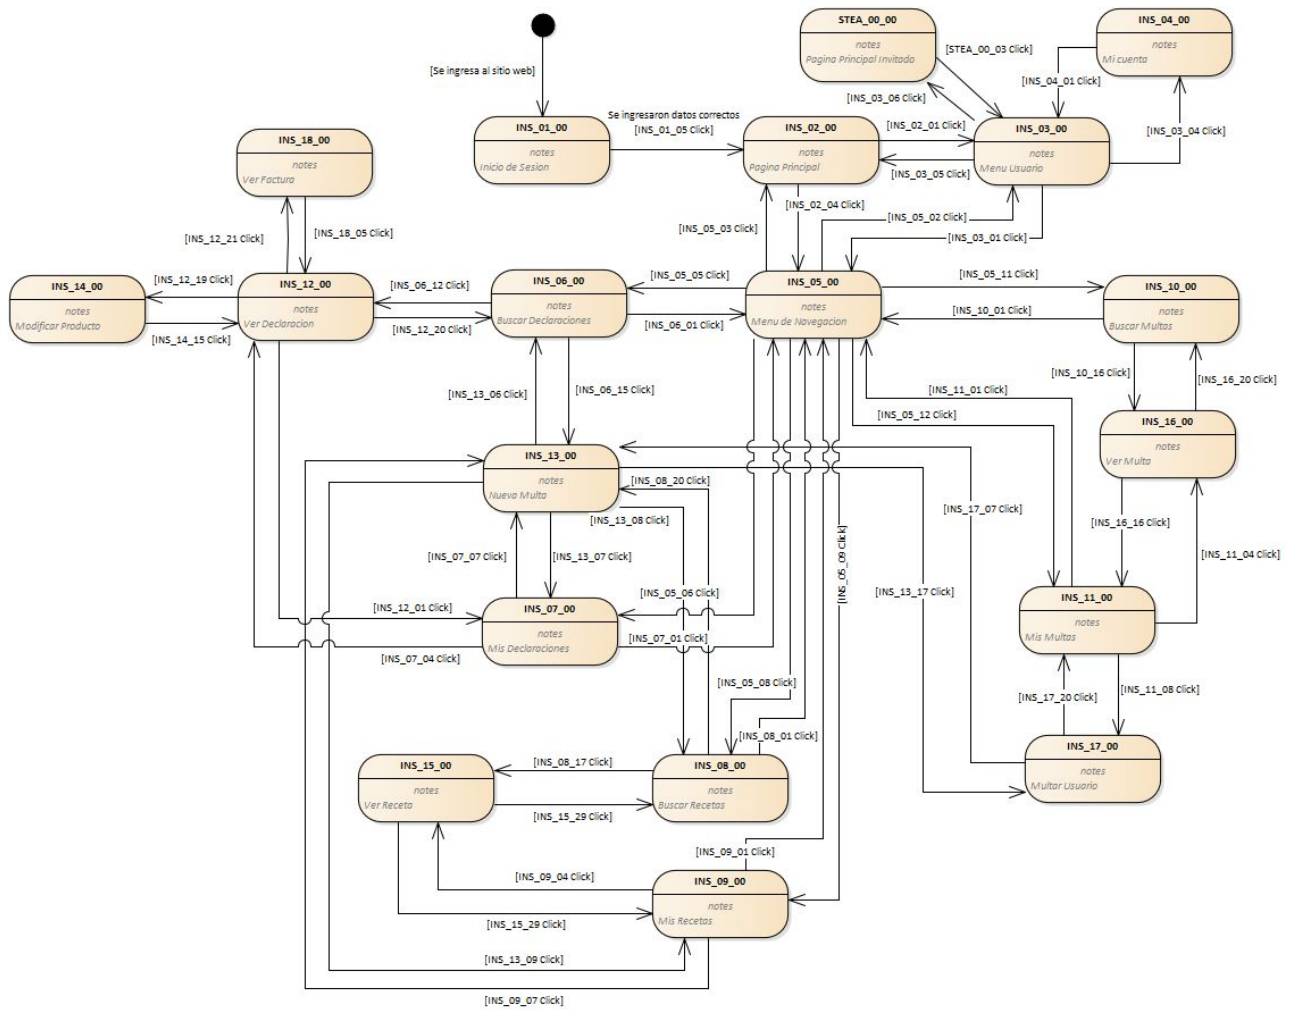 STEA_00_00
notes
Pagina Principal Invitado
INS_04_00
notes
Mi cuenta
[STEA_00_03 Click]
[Se ingresa al sitio web]
[INS_04_01 Click]
[INS_03_06 Click]
Se ingresaron datos correctos
[INS_01_05 Click]
INS_01_00
notes
Inicio de Sesion
INS_02_00
notes
Pagina Principal
[INS_02_01 Click]
INS_03_00
notes
Menu Usuario
[INS_03_04 Click]
[INS_03_05 Click]
INS_18_00
notes
Ver Factura
[INS_02_04 Click]
[INS_05_02 Click]
[INS_05_03 Click]
[INS_03_01 Click]
[INS_12_21 Click]
[INS_18_05 Click]
INS_14_00
notes
Modificar Producto
[INS_12_19 Click]
[INS_14_15 Click]
INS_12_00
notes
Ver Declaracion
[INS_06_12 Click]
[INS_12_20 Click]
INS_06_00
notes
Buscar Declaraciones
[INS_05_05 Click]
[INS_06_01 Click]
INS_05_00
notes
Menu de Navegacion
[INS_05_11 Click]
[INS_10_01 Click]
INS_10_00
notes
Buscar Multas
[INS_13_06 Click]
[INS_06_15 Click]
[INS_11_01 Click]
[INS_05_12 Click]
[INS_10_16 Click]
[INS_16_20 Click]
INS_16_00
notes
Ver Multa
INS_13_00
notes
Nueva Multa
[INS_08_20 Click]
[INS_13_08 Click]
[INS_17_07 Click]
[INS_16_16 Click]
[INS_11_04 Click]
[INS_07_07 Click]
[INS_13_07 Click]
[INS_05_09 Click]
[INS_05_06 Click]
[INS_13_17 Click]
[INS_12_01 Click]
INS_07_00
notes
Mis Declaraciones
[INS_07_01 Click]
[INS_07_04 Click]
INS_11_00
notes
Mis Multas
[INS_05_08 Click]
[INS_17_20 Click]
[INS_11_08 Click]
[INS_08_01 Click]
INS_17_00
notes
Multar Usuario
INS_15_00
notes
Ver Receta
[INS_08_17 Click]
[INS_15_29 Click]
INS_08_00
notes
Buscar Recetas
[INS_09_01 Click]
[INS_09_04 Click]
[INS_15_29 Click]
INS_09_00
notes
Mis Recetas
[INS_13_09 Click]
[INS_09_07 Click]